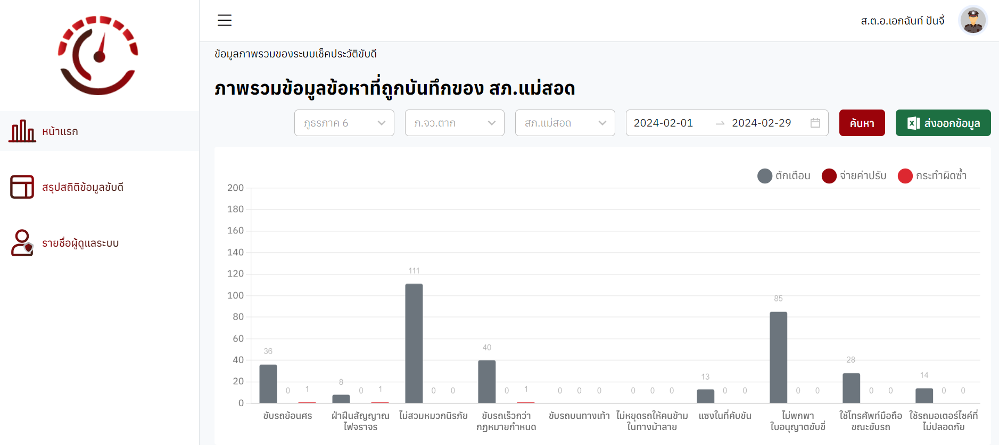 ส.ต.อ.เอกฉันท์ ปันจี้
ข้อมูลภาพรวมของระบบเช็คประวัติขับดี
ภาพรวมข้อมูลข้อหาที่ถูกบันทึกของ สภ.แม่สอด
หน้าแรก
สรุปสถิติข้อมูลขับดี
รายชื่อผู้ดูแลระบบ
ภูธรภาค 6
ภ.จว.ตาก
สภ.แม่สอด
2024-02-01 → 2024-02-29
ค้นหา
ส่งออกข้อมูล
ตักเตือน จ่ายค่าปรับ กระทำผิดซ้ำ
200
180
160
140
120
100
80
60
40
20
0
36 0 1
8 0 1
111 0 0
40 0 1
0 0 0
0 0 0
13 0 0
85 0 0
28 0 0
14 0 0
ขับรถย้อนศร
ฝ่าฝืนสัญญาณ
ไฟจราจร
ไม่สวมหมวกนิรภัย
ขับรถเร็วกว่า
กฎหมายกำหนด
ขับรถบนทางเท้า
ไม่หยุดรถให้คนข้าม
ในทางม้าลาย
แซงในที่คับขัน
ไม่พกพา
ใบอนุญาตขับขี่
ใช้โทรศัพท์มือถือ
ขณะขับรถ
ใช้รถมอเตอร์ไซค์ที่
ไม่ปลอดภัย